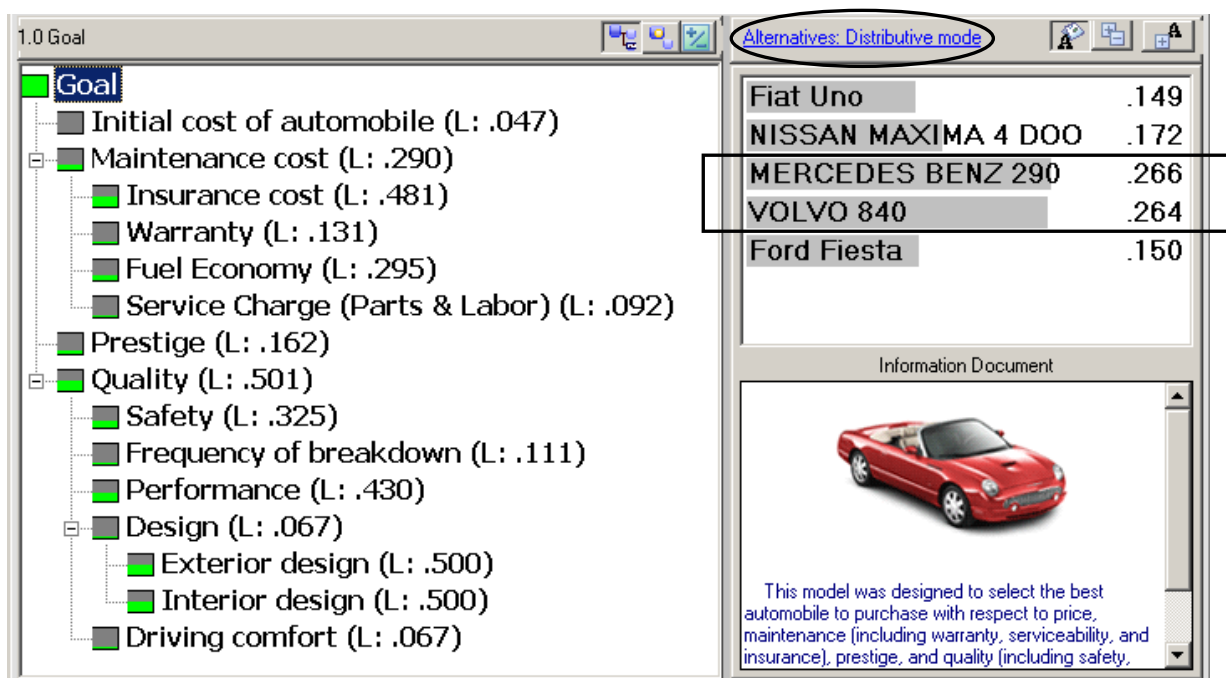 1.0 Goal
Goal
Initial cost of automobile (L: .047)
Maintenance cost (L: .290)
Insurance cost (L: .481)
Warranty (L: .131)
Fuel Economy (L: .295)
Service Charge (Parts & Labor) (L: .092)
Prestige (L: .162)
Quality (L: .501)
Safety (L: .325)
Frequency of breakdown (L: .111)
Performance (L: .430)
Design (L: .067)
Exterior design (L: .500)
Interior design (L: .500)
Driving comfort (L: .067)
Alternatives: Distributive mode
Fiat Uno .149
NISSAN MAXIMA 4 DOO .172
MERCEDES BENZ 290 .266
VOLVO 840 .264
Ford Fiesta .150
Information Document
This model was designed to select the best
automobile to purchase with respect to price,
maintenance (including warranty, serviceability, and
insurance), prestige, and quality (including safety,